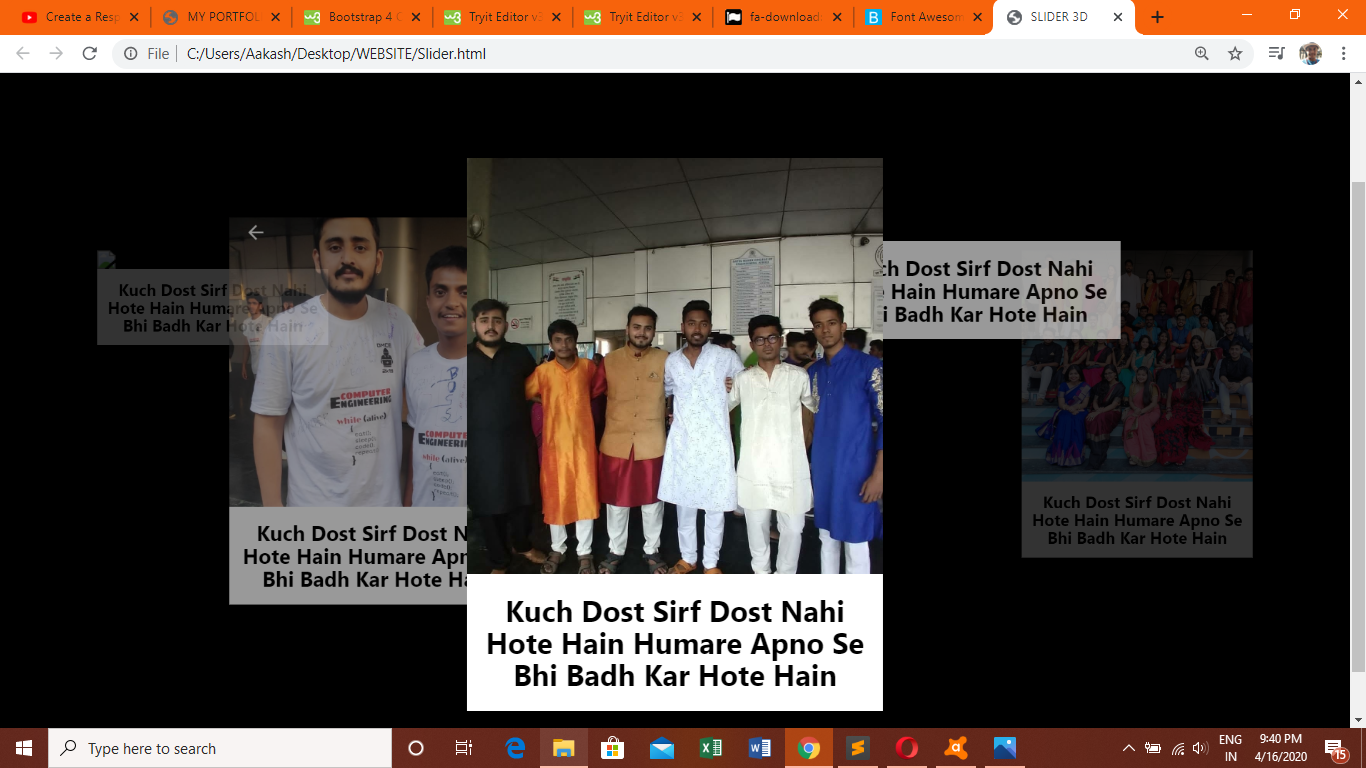 Create a Resp
MY PORTFOL
Bootstrap 4 C
Tryit Editor v3
Tryit Editor v3
fa-download
Font Awesom
SLIDER 3D
File
C:/Users/Aakash/Desktop/WEBSITE/Slider.html
Kuch Dost Sirf Dost Nahi
Hote Hain Humare Apno Se
Bhi Badh Kar Hote Hain
COMPUTER
ENGINEERING
while (alive)
{
}
BOSS
COMPUTER
ENGINEERING
while (alive)
{
Kuch Dost Sirf Dost N
Hote Hain Humare Apn
Bhi Badh Kar Hote Ha
Kuch Dost Sirf Dost Nahi
Hote Hain Humare Apno Se
Bhi Badh Kar Hote Hain
ch Dost Sirf Dost Nahi
Hain Humare Apno Se
i Badh Kar Hote Hain
Kuch Dost Sirf Dost Nahi
Hote Hain Humare Apno Se
Bhi Badh Kar Hote Hain
Type here to search
ENG
IN
9:40 PM
4/16/2020
15